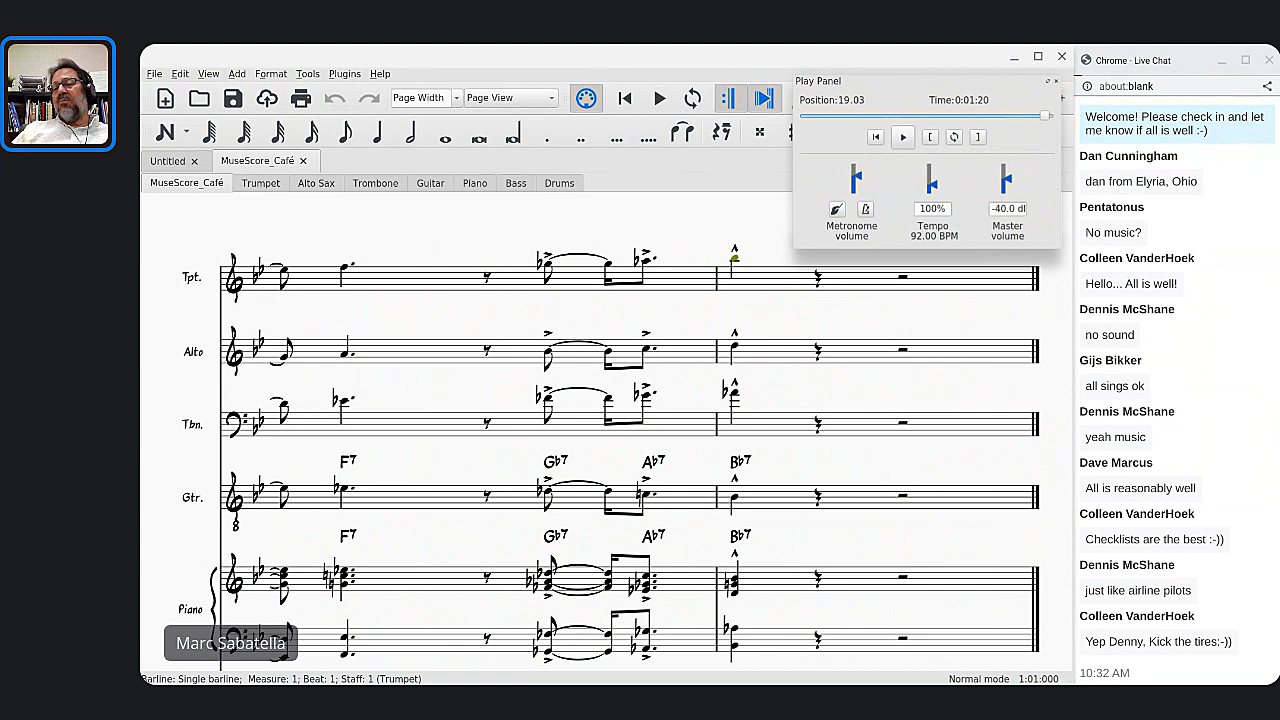 File Edit View Add Format Tools Plugins Help
Page Width
Page View
Untitled
MuseScore_Café
MuseScore_Café Trumpet Alto Sax Trombone Guitar Piano Bass Drums
Play Panel
Position:19.03 Time:0:01:20
100%
-40.0 dl
Metronome volume
Tempo
92.00 BPM
Master volume
Tpt.
Alto
Tbn.
F7 Gb7 Ab7 Bb7
Gtr.
8
F7 Gb7 Ab7 Bb7
Piano
Marc Sabatella
Barline: Single barline; Measure: 1; Beat: 1; Staff: 1 (Trumpet)
Normal mode 1:01:000
Chrome - Live Chat
about:blank
Welcome! Please check in and let
me know if all is well :-)
Dan Cunningham
dan from Elyria, Ohio
Pentatonus
No music?
Colleen VanderHoek
Hello... All is well!
Dennis McShane
no sound
Gijs Bikker
all sings ok
Dennis McShane
yeah music
Dave Marcus
All is reasonably well
Colleen VanderHoek
Checklists are the best :-))
Dennis McShane
just like airline pilots
Colleen VanderHoek
Yep Denny, Kick the tires:-))
10:32 AM